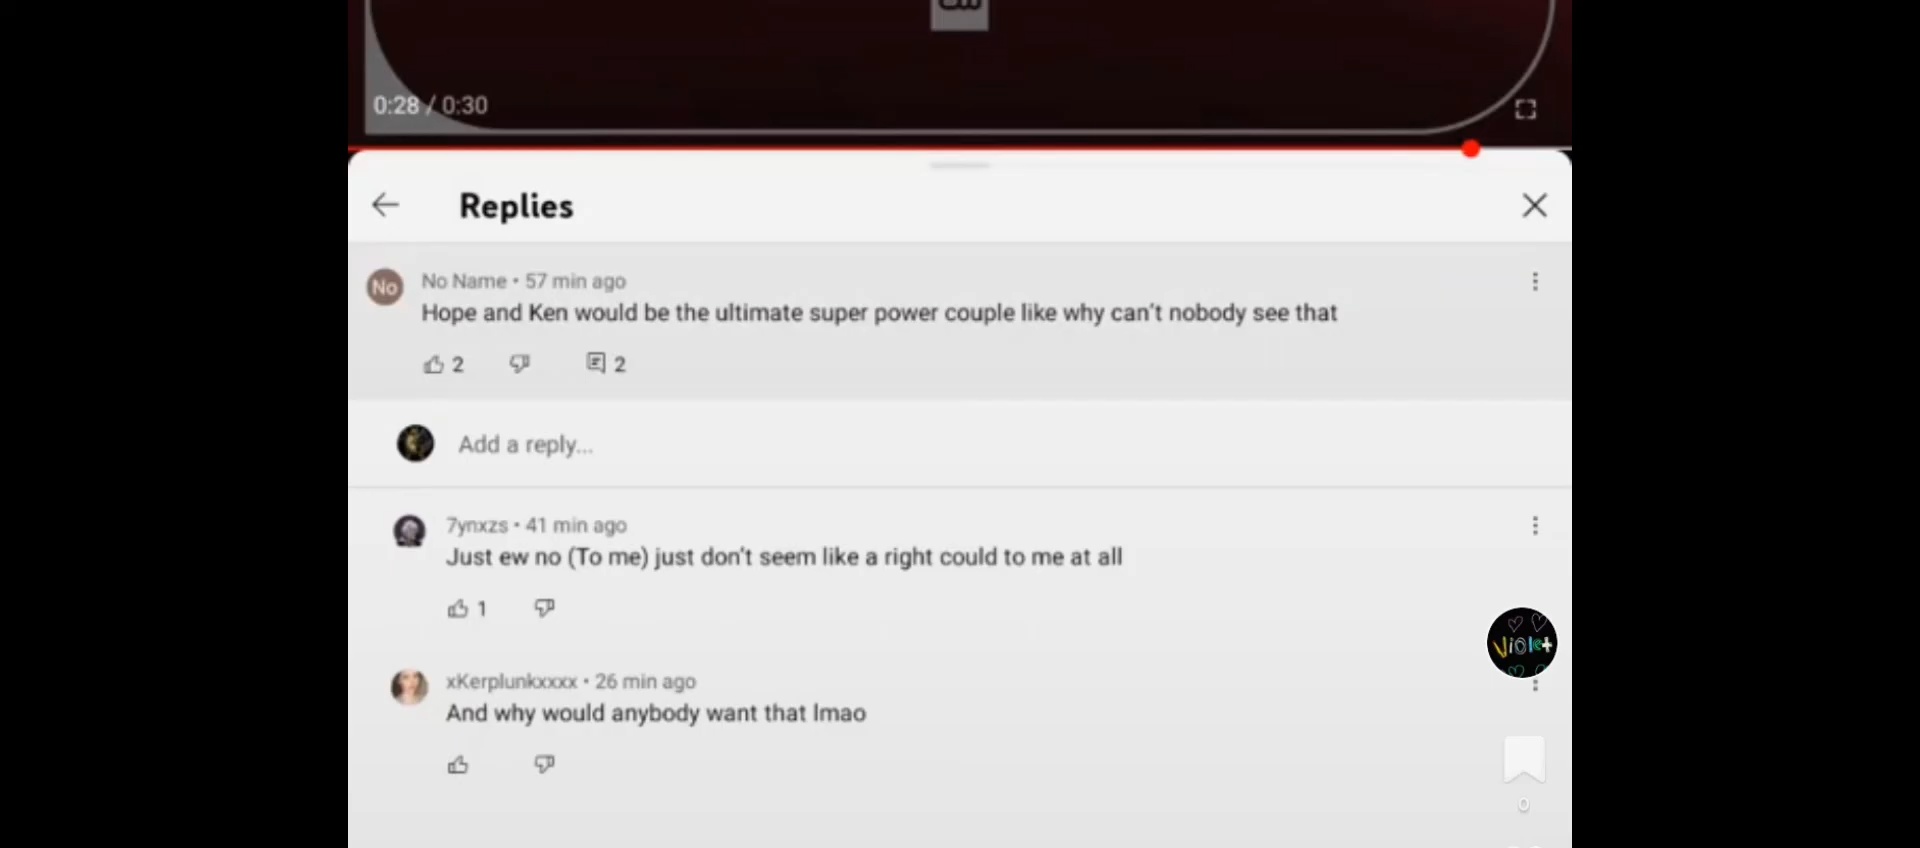 CW
0:28 / 0:30
Replies
No
No Name • 57 min ago
Hope and Ken would be the ultimate super power couple like why can't nobody see that
2
2
Add a reply...
7ynxzs • 41 min ago
Just ew no (To me) just don't seem like a right could to me at all
1
Violet
xKerplunkxxxx • 26 min ago
And why would anybody want that lmao
0